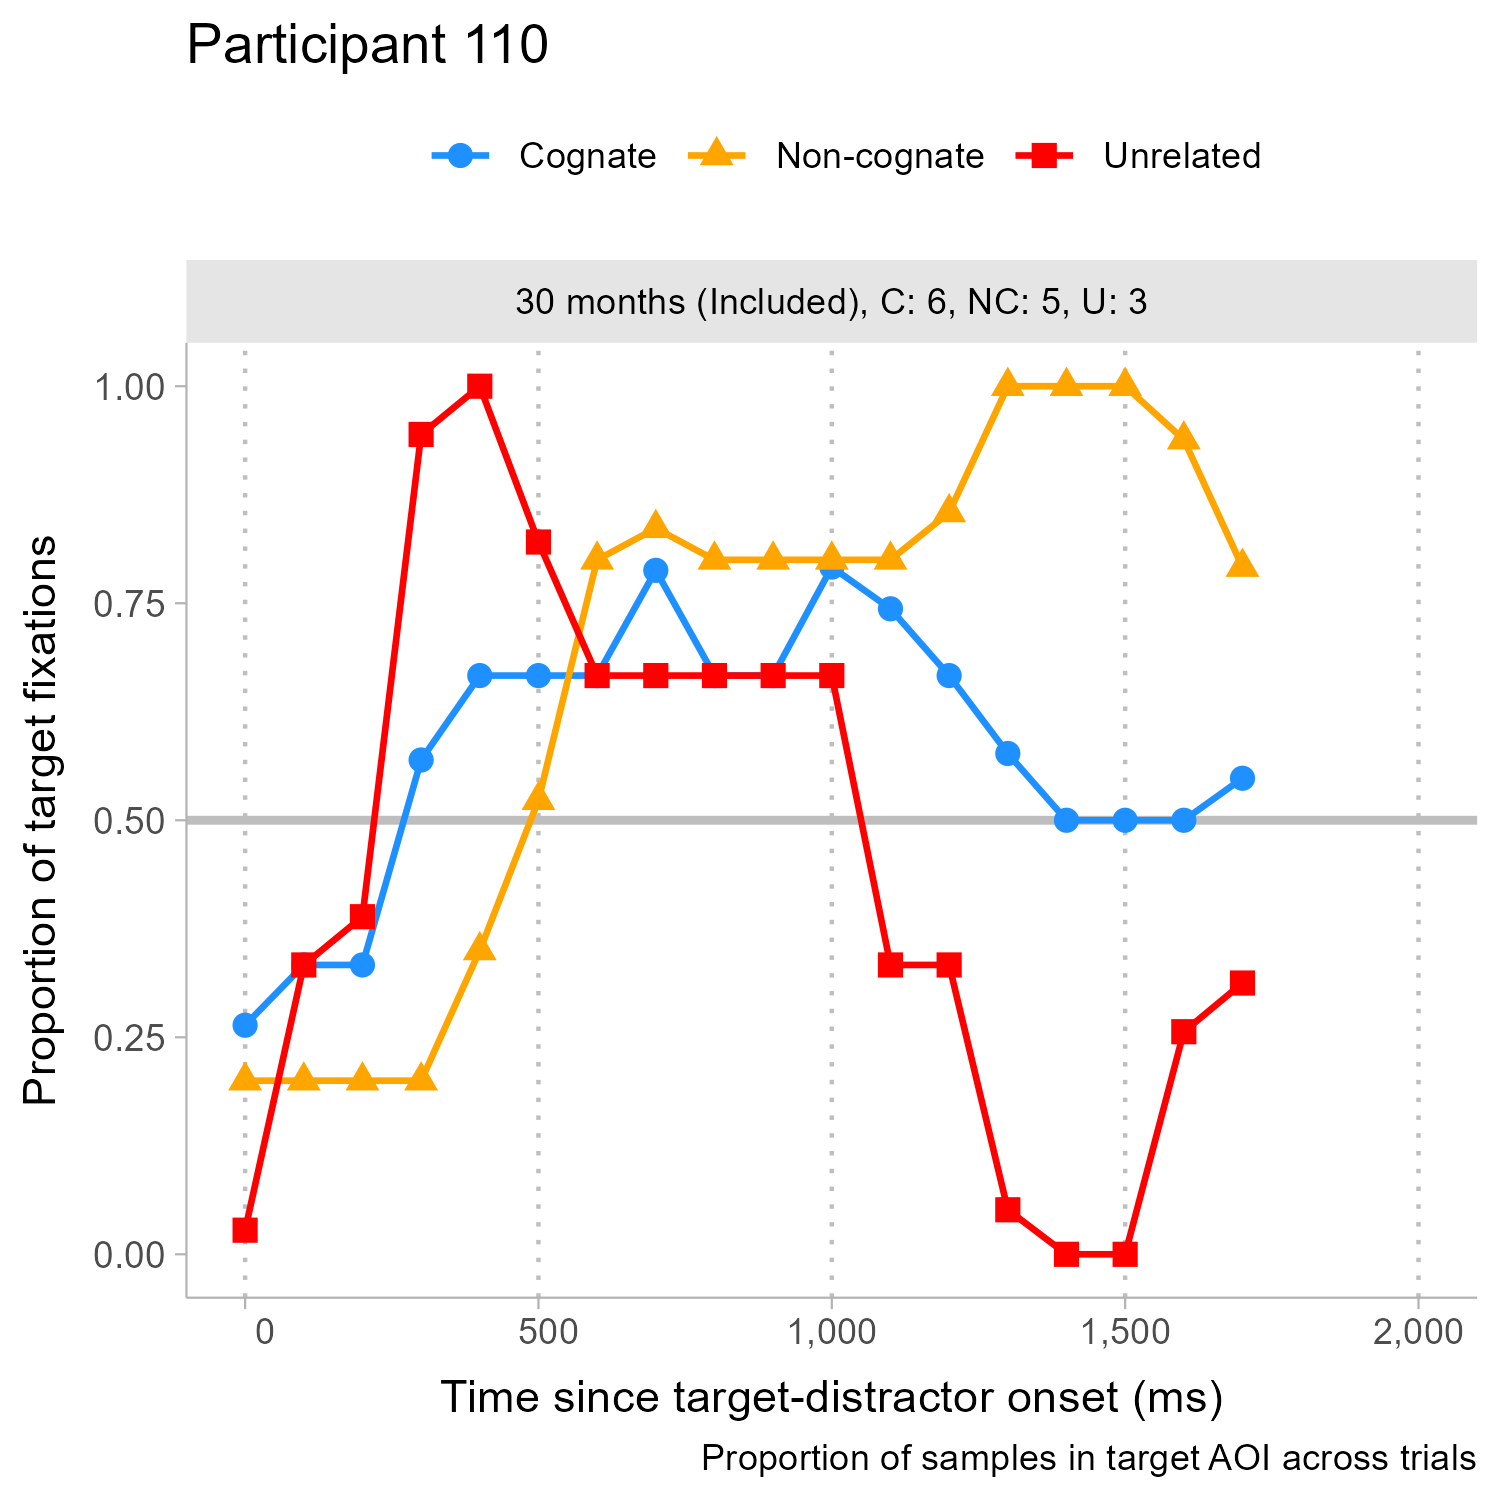 Participant 110
Cognate Non-cognate Unrelated
30 months (Included), C: 6, NC: 5, U: 3
1.00
0.75
0.50
0.25
0.00
Proportion of target fixations
0 500 1,000 1,500 2,000
Time since target-distractor onset (ms)
Proportion of samples in target AOI across trials